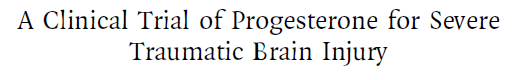 A Clinical Trial of Progesterone for Severe
Traumatic Brain Injury